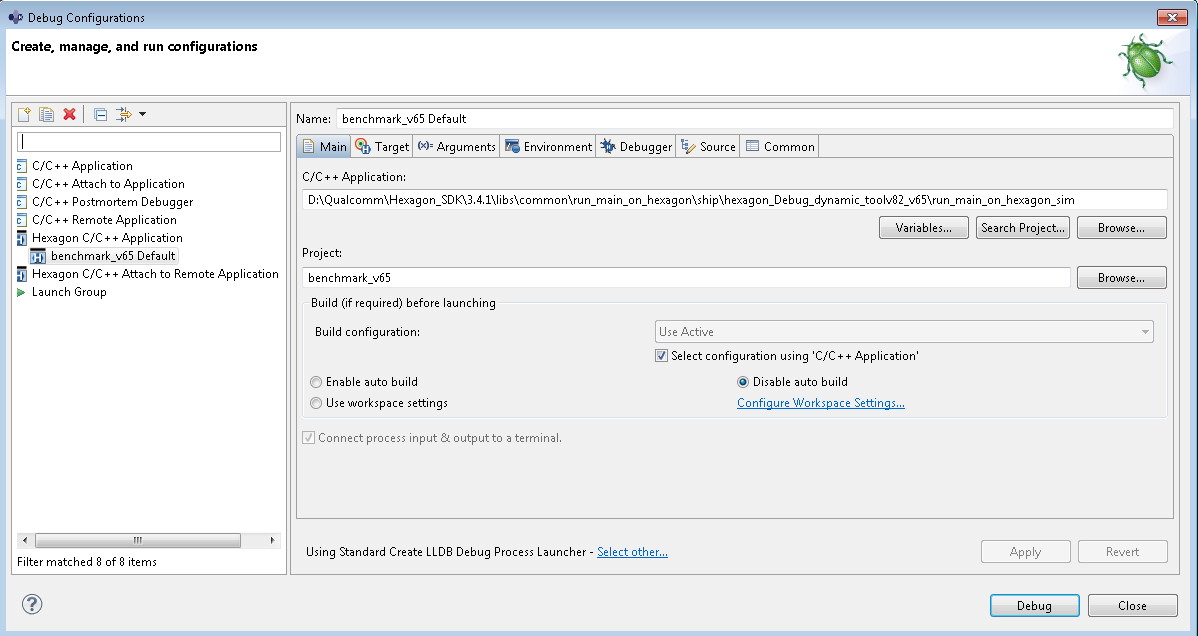 Debug Configurations
Create, manage, and run configurations
C/C++ Application
C/C++ Attach to Application
C/C++ Postmortem Debugger
C/C++ Remote Application
Hexagon C/C++ Application
benchmark_v65 Default
Hexagon C/C++ Attach to Remote Application
Launch Group
Filter matched 8 of 8 items
Name: benchmark_v65 Default
Main Target Arguments Environment Debugger Source Common
C/C++ Application:
D:\Qualcomm\Hexagon_SDK\3.4.1\libs\common\run_main_on_hexagon\ship\hexagon_Debug_dynamic_toolv82_v65\run_main_on_hexagon_sim
Variables... Search Project... Browse...
Project:
benchmark_v65 Browse...
Build (if required) before launching
Build configuration: Use Active
Select configuration using 'C/C++ Application'
Enable auto build Disable auto build
Use workspace settings Configure Workspace Settings...
Connect process input & output to a terminal.
Using Standard Create LLDB Debug Process Launcher - Select other... Apply Revert
? Debug Close